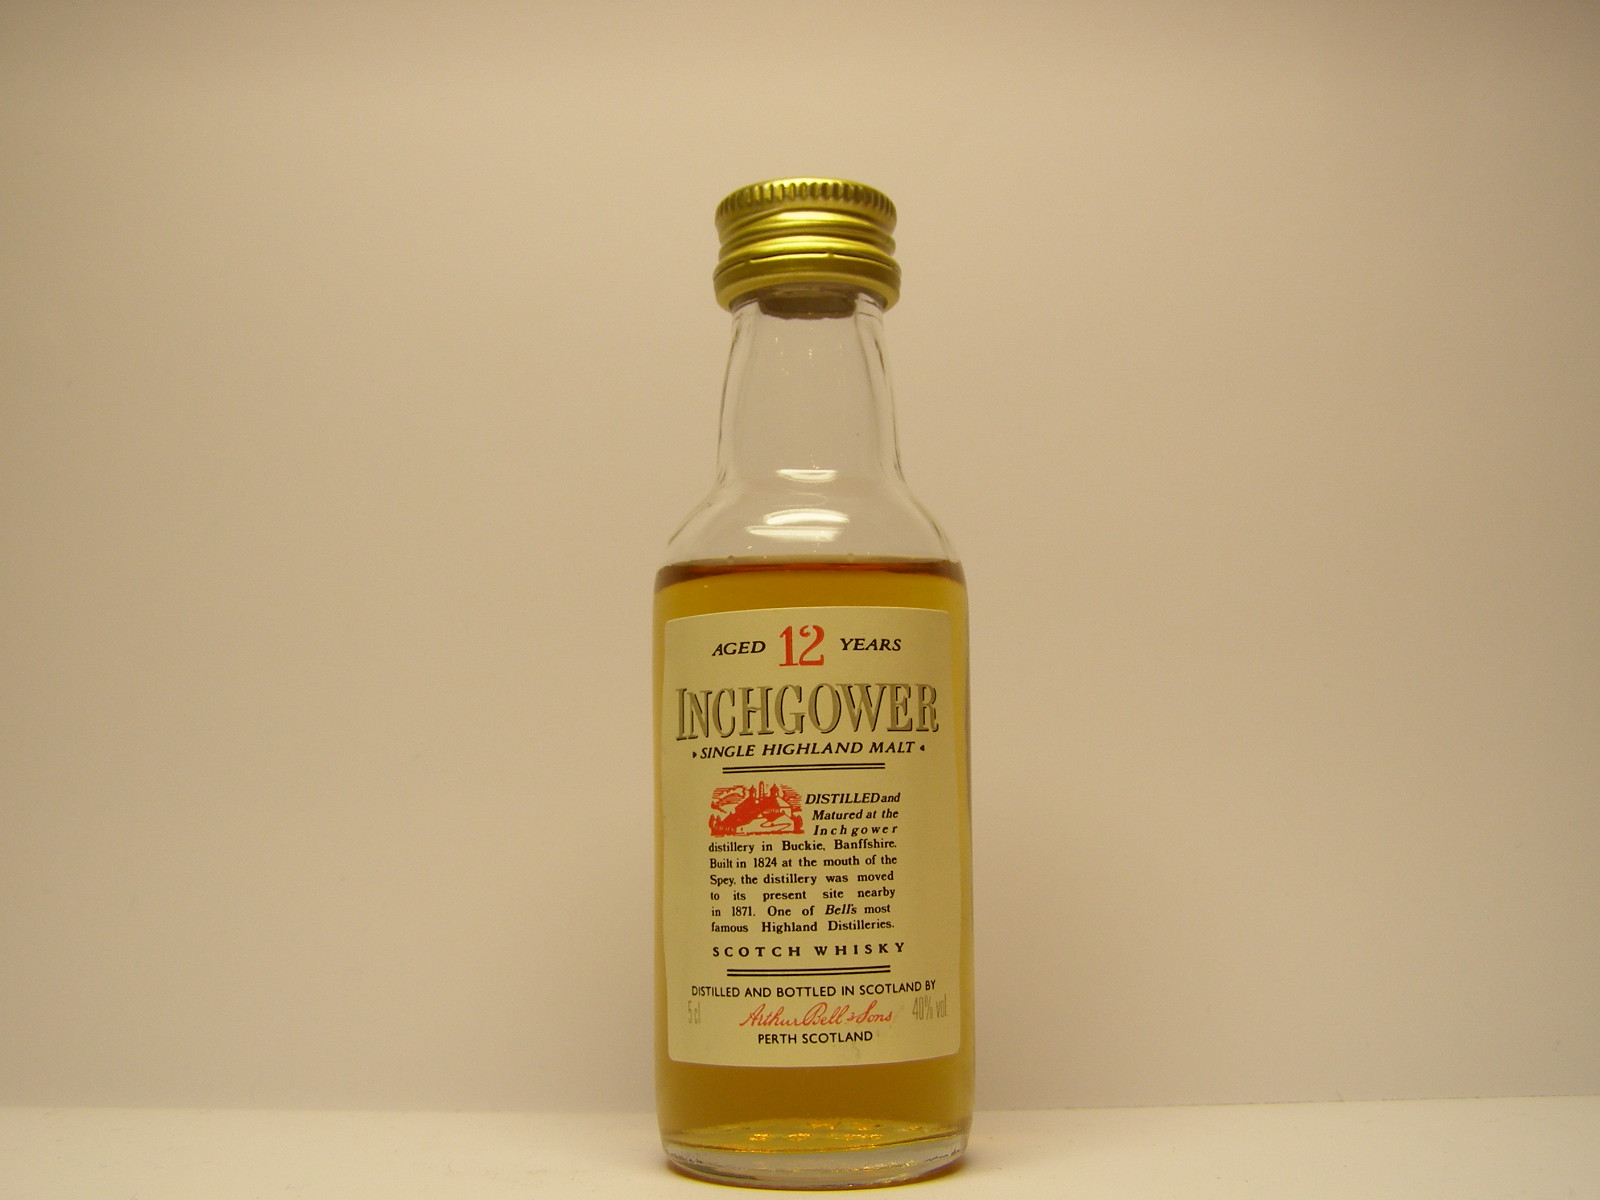 AGED 12 YEARS
INCHGOWER
SINGLE HIGHLAND MALT
DISTILLED and
Matured at the
Inchgower
distillery in Buckie, Banffshire.
Built in 1824 at the mouth of the
Spey, the distillery was moved
to its present site nearby
in 1871. One of Bell's most
famous Highland Distilleries.
SCOTCH WHISKY
DISTILLED AND BOTTLED IN SCOTLAND BY
5 cl Arthur Bell & Sons 40% vol
PERTH SCOTLAND